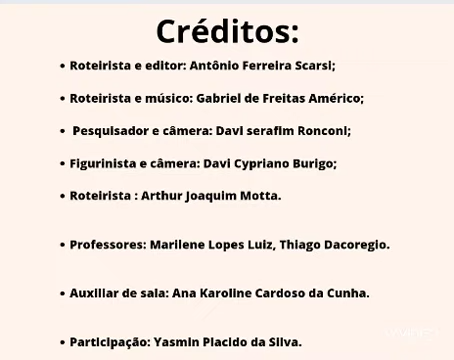 Créditos:
• Roteirista e editor: Antônio Ferreira Scarsi;
• Roteirista e músico: Gabriel de Freitas Américo;
• Pesquisador e câmera: Davi serafim Ronconi;
• Figurinista e câmera: Davi Cypriano Burigo;
• Roteirista : Arthur Joaquim Motta.
• Professores: Marilene Lopes Luiz, Thiago Dacoregio.
• Auxiliar de sala: Ana Karoline Cardoso da Cunha.
• Participação: Yasmin Placido da Silva.